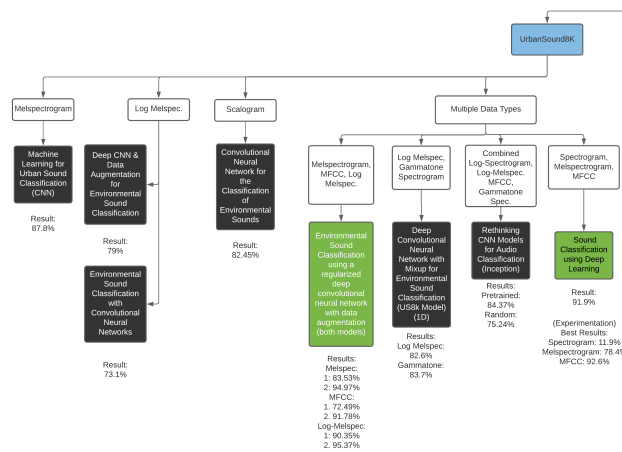 UrbanSound8K
Melspectrogram
Log Melspec.
Scalogram
Multiple Data Types
Machine
Learning for
Urban Sound
Classification
(CNN)
Result:
87.8%
Deep CNN &
Data
Augmentation
for
Environmental
Sound
Classification
Result:
79%
Environmental
Sound
Classification
with
Convolutional
Neural
Networks
Result:
73.1%
Convolutional
Neural
Network for
the
Classification
of
Environmental
Sounds
Result:
82.45%
Melspectrogram,
MFCC, Log
Melspec.
Environmental
Sound
Classification
using a
regularized
deep
convolutional
neural network
with data
augmentation
(both models)
Results:
Melspec:
1: 83.53%
2: 94.97%
MFCC:
1. 72.49%
2. 91.78%
Log-Melspec:
1: 90.35%
2. 95.37%
Log Melspec,
Gammatone
Spectrogram
Deep
Convolutional
Neural
Network with
Mixup for
Environmental
Sound
Classification
(US8k Model)
(1D)
Results:
Log Melspec:
82.6%
Gammatone:
83.7%
Combined
Log-Spectrogram,
Log-Melspec.
MFCC,
Gammatone
Spec.
Rethinking
CNN Models
for Audio
Classification
(Inception)
Results:
Pretrained:
84.37%
Random:
75.24%
Spectrogram,
Melspectrogram,
MFCC
Sound
Classification
using Deep
Learning
Result:
91.9%
(Experimentation)
Best Results:
Spectrogram: 11.9%
Melspectrogram: 78.4%
MFCC: 92.6%